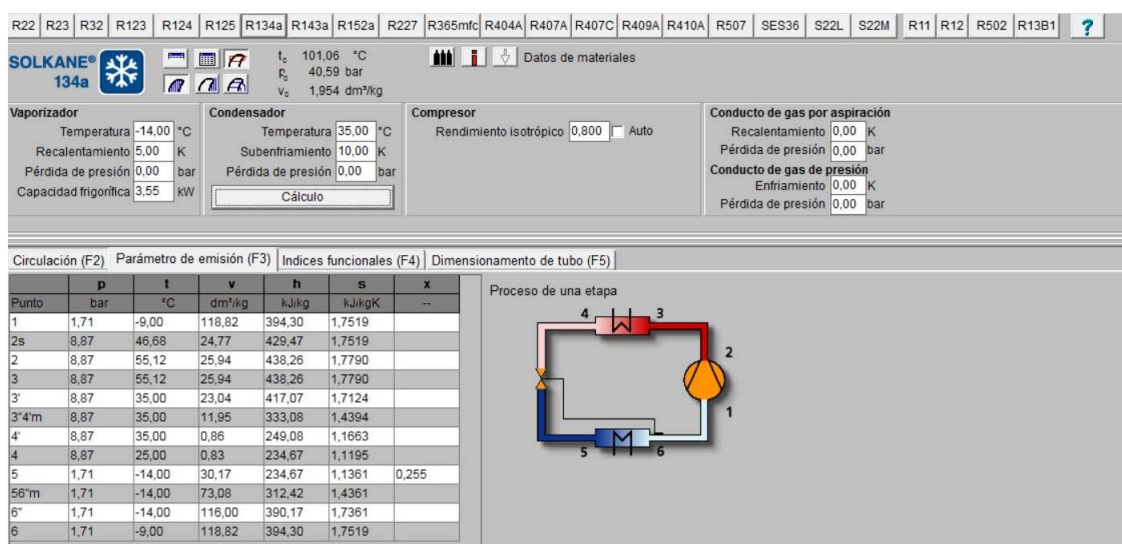 R22 R23 R32 R123 R124 R125 R134a R143a R152a R227 R365mfc R404A R407A R407C R409A R410A R507 SES36 S22L S22M R11 R12 R502 R13B1 ?
SOLKANE® 134a
tc 101,06 °C
pc 40,59 bar
vc 1,954 dm³/kg
Datos de materiales
Vaporizador
Temperatura -14,00 °C
Recalentamiento 5,00 K
Pérdida de presión 0,00 bar
Capacidad frigorífica 3,55 kW
Condensador
Temperatura 35,00 °C
Subenfriamiento 10,00 K
Pérdida de presión 0,00 bar
Cálculo
Compresor
Rendimiento isotrópico 0,800 Auto
Conducto de gas por aspiración
Recalentamiento 0,00 K
Pérdida de presión 0,00 bar
Conducto de gas de presión
Enfriamiento 0,00 K
Pérdida de presión 0,00 bar
Circulación (F2) Parámetro de emisión (F3) Indices funcionales (F4) Dimensionamento de tubo (F5)
p t v h s x
Punto bar °C dm³/kg kJ/kg kJ/kgK --
1 1,71 -9,00 118,82 394,30 1,7519
2s 8,87 46,68 24,77 429,47 1,7519
2 8,87 55,12 25,94 438,26 1,7790
3 8,87 55,12 25,94 438,26 1,7790
3' 8,87 35,00 23,04 417,07 1,7124
3"4'm 8,87 35,00 11,95 333,08 1,4394
4' 8,87 35,00 0,86 249,08 1,1663
4 8,87 25,00 0,83 234,67 1,1195
5 1,71 -14,00 30,17 234,67 1,1361 0,255
56"m 1,71 -14,00 73,08 312,42 1,4361
6" 1,71 -14,00 116,00 390,17 1,7361
6 1,71 -9,00 118,82 394,30 1,7519
Proceso de una etapa
4 3
2
1
5 6